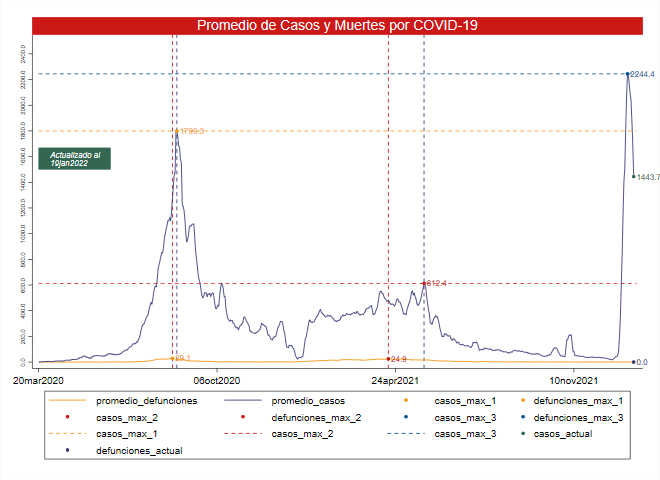 Promedio de Casos y Muertes por COVID-19
2400.0
2200.0
2000.0
1800.0
1600.0
1400.0
1200.0
1000.0
800.0
600.0
400.0
200.0
0.0
2244.4
1799.3
Actualizado al
19jan2022
1443.7
612.4
24.9
0.0
20mar2020 06oct2020 24apr2021 10nov2021
promedio_defunciones promedio_casos casos_max_1 defunciones_max_1
casos_max_2 defunciones_max_2 casos_max_3 defunciones_max_3
casos_max_1 casos_max_2 casos_max_3 casos_actual
defunciones_actual